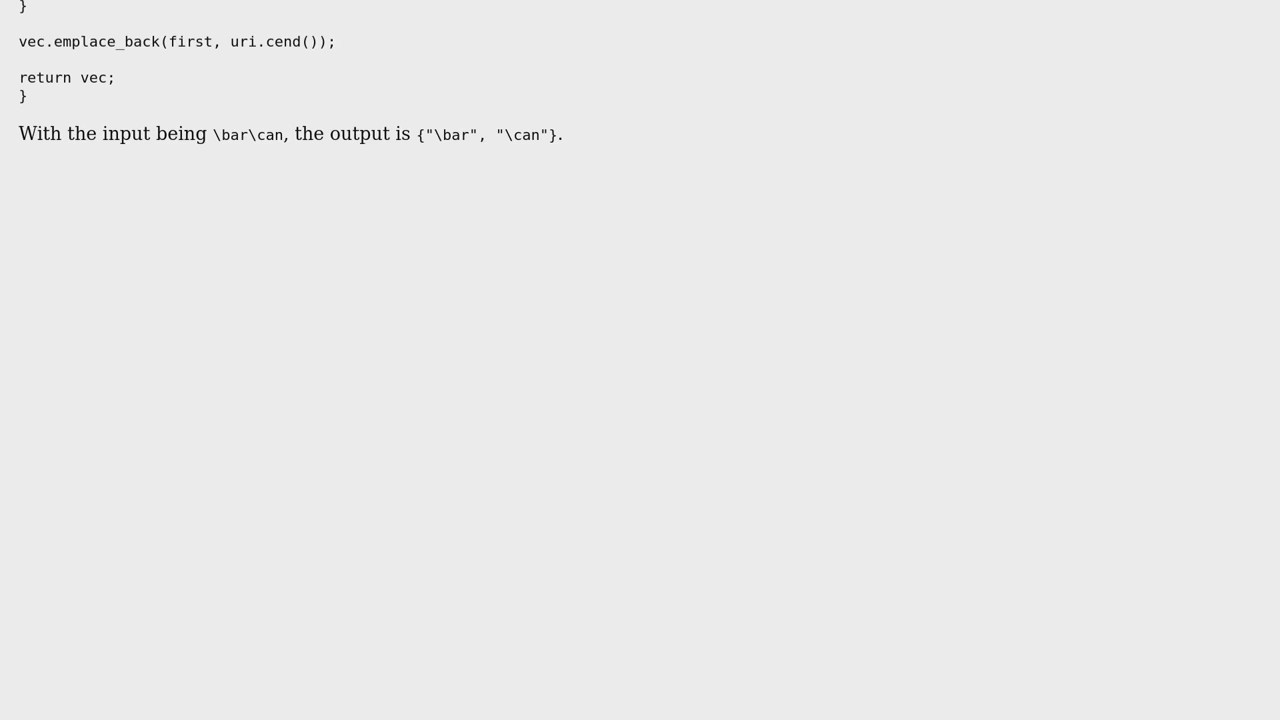 }
vec.emplace_back(first, uri.cend());
return vec;
}
With the input being \bar\can, the output is {"\bar", "\can"}.